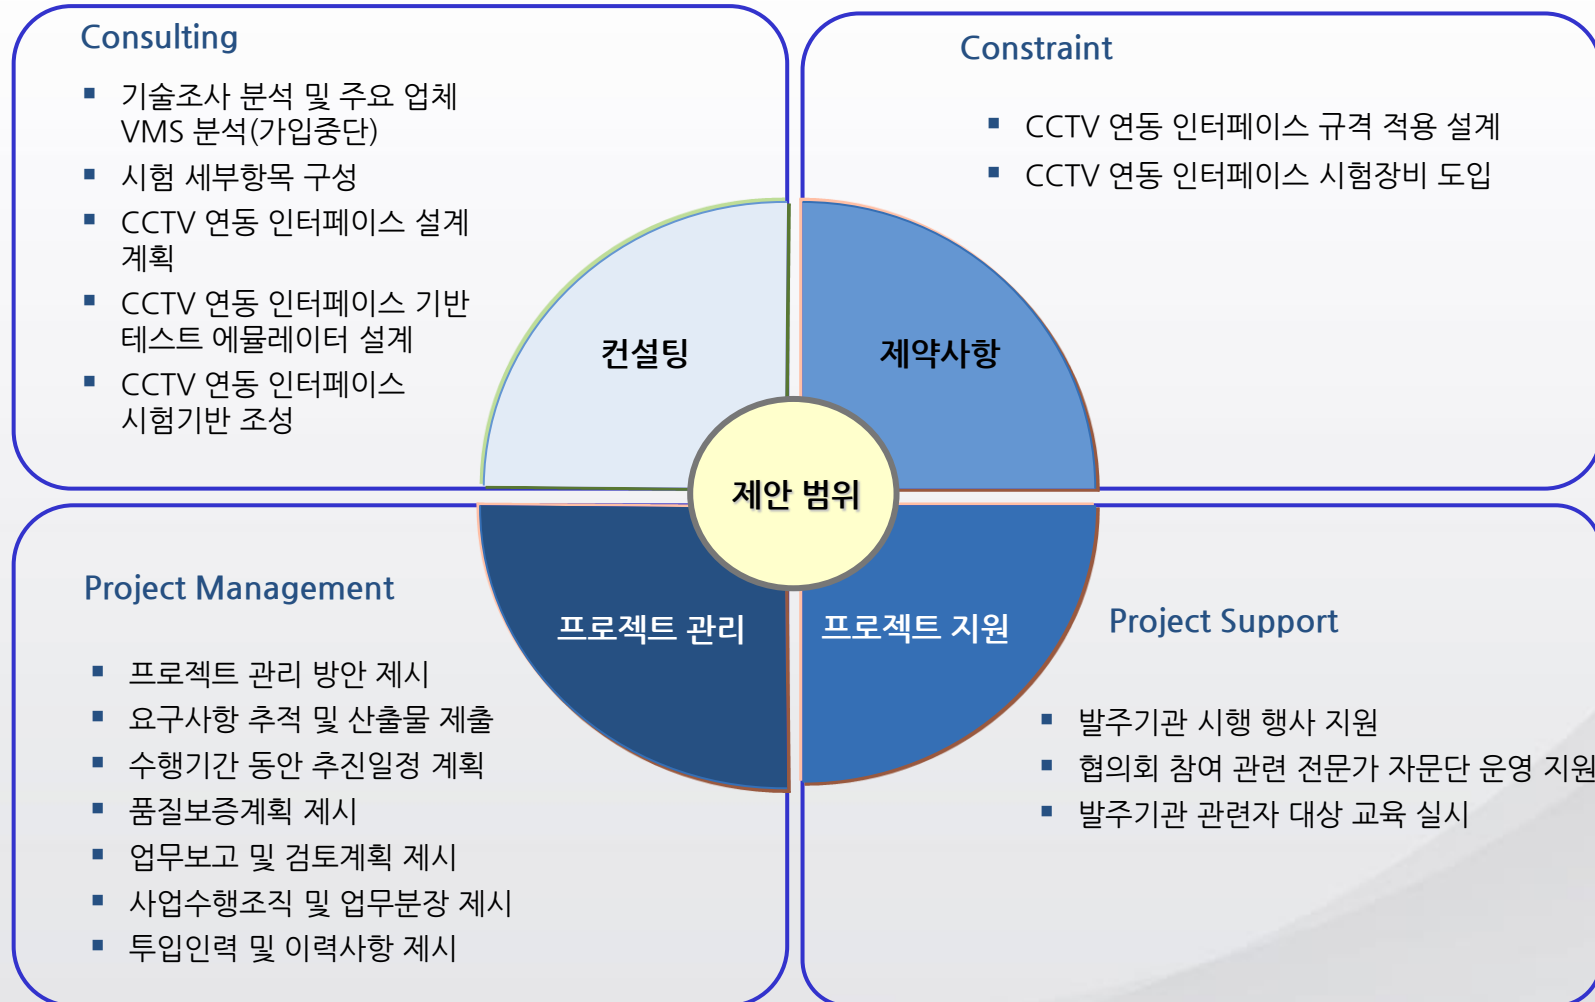 Consulting
기술조사 분석 및 주요 업체
VMS 분석(가입중단)
시험 세부항목 구성
CCTV 연동 인터페이스 설계
계획
CCTV 연동 인터페이스 기반
테스트 에뮬레이터 설계
CCTV 연동 인터페이스
시험기반 조성
Constraint
CCTV 연동 인터페이스 규격 적용 설계
CCTV 연동 인터페이스 시험장비 도입
컨설팅
제약사항
제안 범위
프로젝트 관리
프로젝트 지원
Project Management
프로젝트 관리 방안 제시
요구사항 추적 및 산출물 제출
수행기간 동안 추진일정 계획
품질보증계획 제시
업무보고 및 검토계획 제시
사업수행조직 및 업무분장 제시
투입인력 및 이력사항 제시
Project Support
발주기관 시행 행사 지원
협의회 참여 관련 전문가 자문단 운영 지원
발주기관 관련자 대상 교육 실시